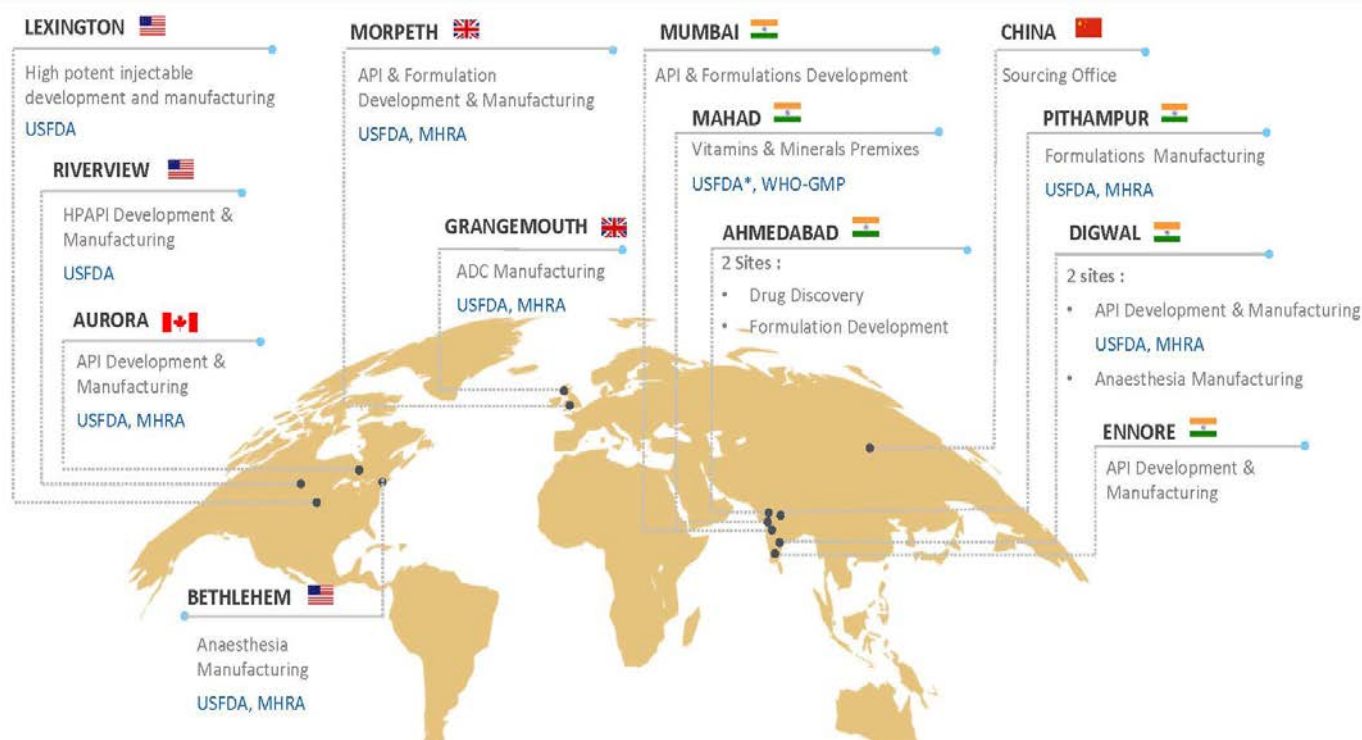 LEXINGTON
High potent injectable
development and manufacturing
USFDA
RIVERVIEW
HPAPI Development &
Manufacturing
USFDA
AURORA
API Development &
Manufacturing
USFDA, MHRA
BETHLEHEM
Anaesthesia
Manufacturing
USFDA, MHRA
MORPETH
API & Formulation
Development & Manufacturing
USFDA, MHRA
GRANGEMOUTH
ADC Manufacturing
USFDA, MHRA
MUMBAI
API & Formulations Development
MAHAD
Vitamins & Minerals Premixes
USFDA*, WHO-GMP
AHMEDABAD
2 Sites :
• Drug Discovery
• Formulation Development
CHINA
Sourcing Office
PITHAMPUR
Formulations Manufacturing
USFDA, MHRA
DIGWAL
2 sites :
• API Development & Manufacturing
USFDA, MHRA
• Anaesthesia Manufacturing
ENNORE
API Development &
Manufacturing